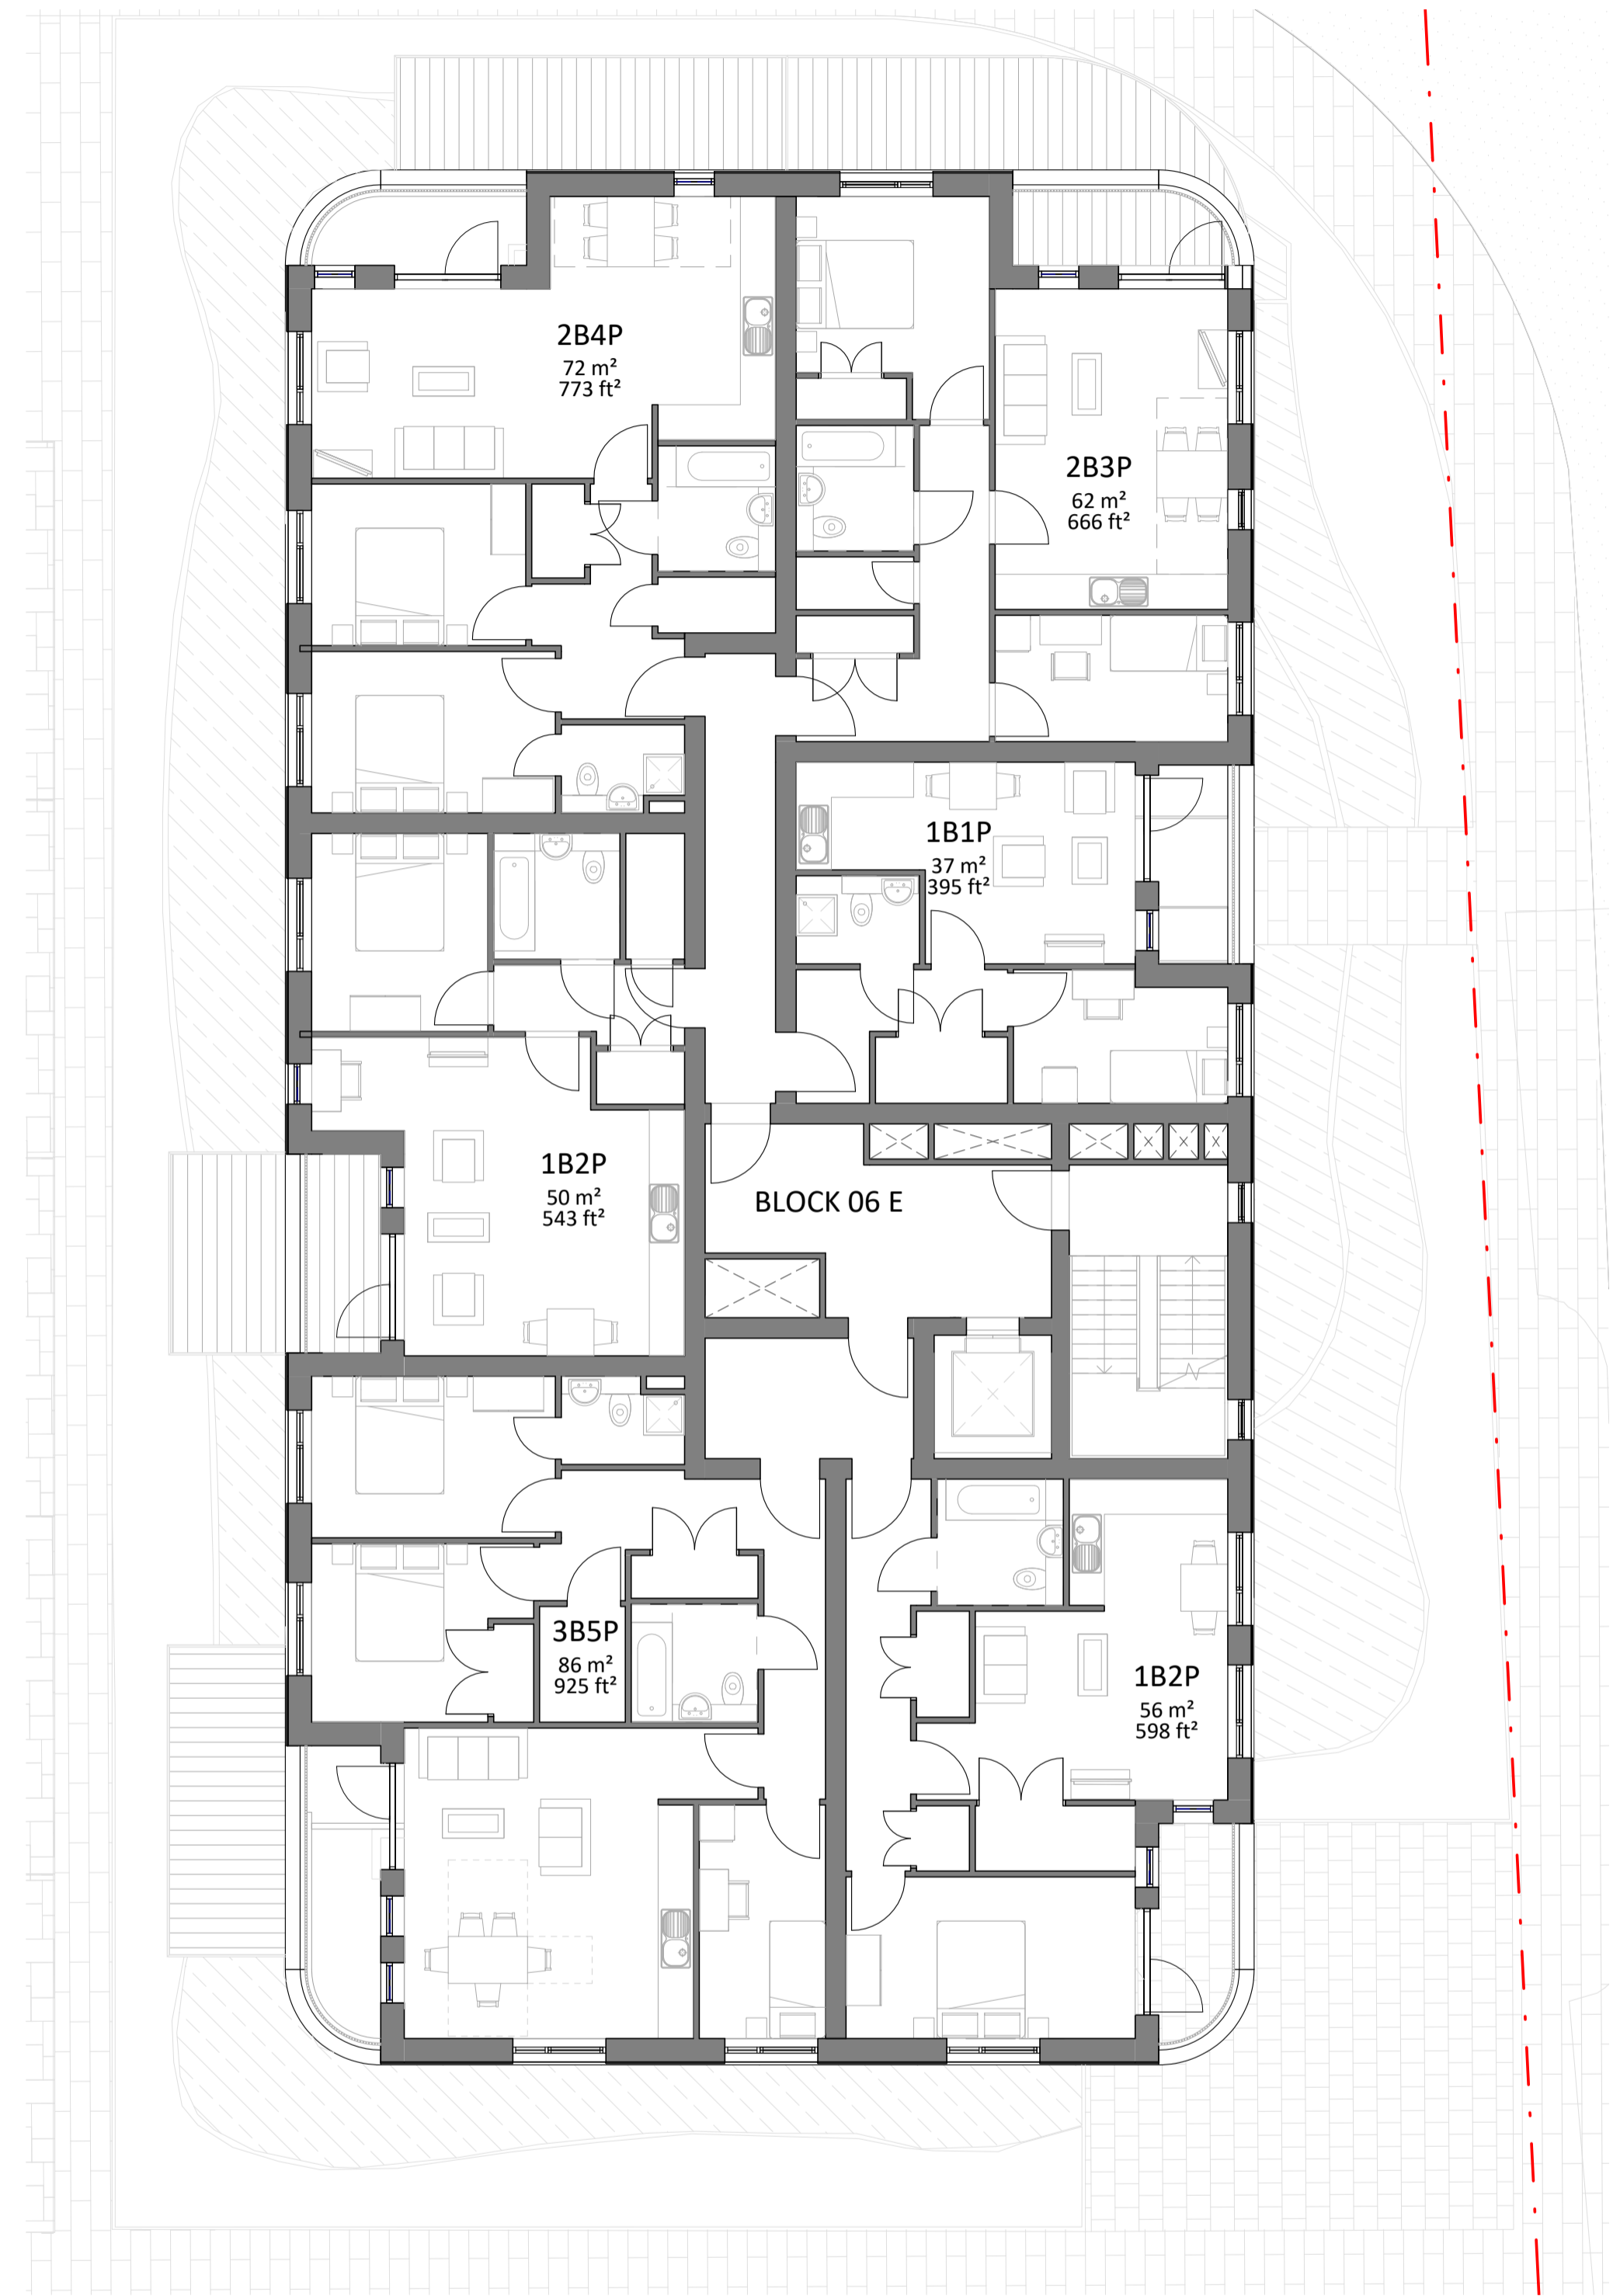 2B4P
72 m²
773 ft²
2B3P
62 m²
666 ft²
1B1P
37 m²
395 ft²
1B2P
50 m²
543 ft²
BLOCK 06 E
3B5P
86 m²
925 ft²
1B2P
56 m²
598 ft²